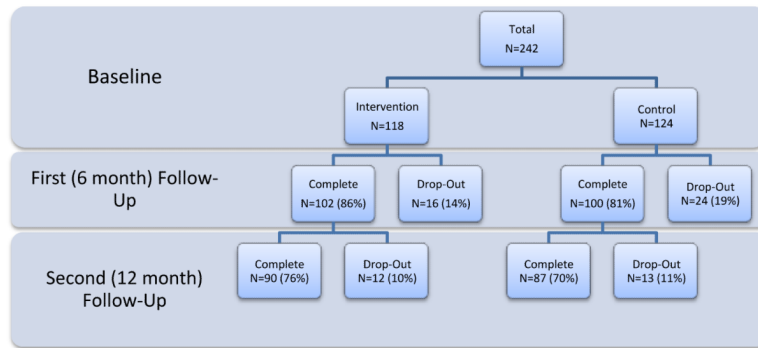 Total
N=242
Baseline
Intervention
N=118
Control
N=124
First (6 month) Follow-
Up
Complete
N=102 (86%)
Drop-Out
N=16 (14%)
Complete
N=100 (81%)
Drop-Out
N=24 (19%)
Second (12 month)
Follow-Up
Complete
N=90 (76%)
Drop-Out
N=12 (10%)
Complete
N=87 (70%)
Drop-Out
N=13 (11%)